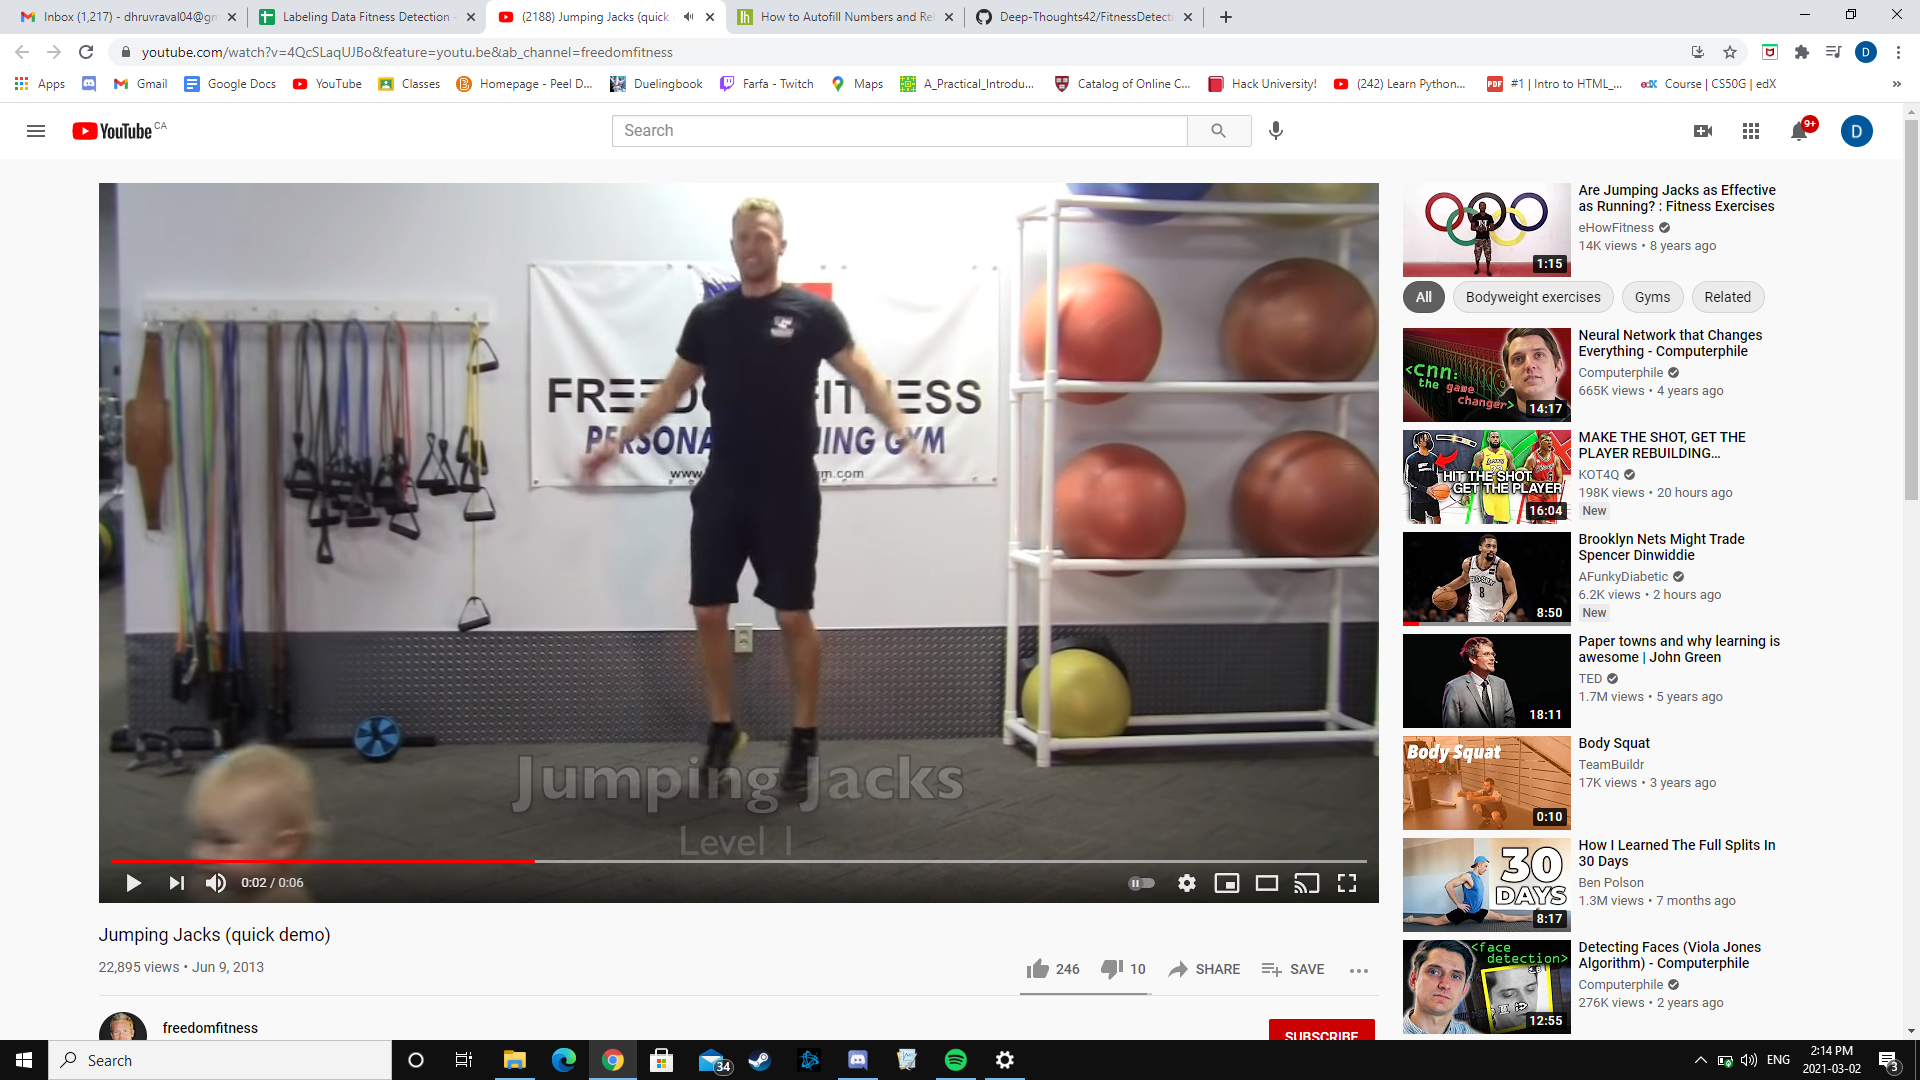 Inbox (1,217) - dhruvraval04@gm
Labeling Data Fitness Detection -
(2188) Jumping Jacks (quick
How to Autofill Numbers and Rel
Deep-Thoughts42/FitnessDetecti
youtube.com/watch?v=4QcSLaqUJBo&feature=youtu.be&ab_channel=freedomfitness
D
Apps
Gmail
Google Docs
YouTube
Classes
Homepage - Peel D...
Duelingbook
Farfa - Twitch
Maps
A_Practical_Introdu...
Catalog of Online C...
Hack University!
(242) Learn Python...
#1 | Intro to HTML_...
Course | CS50G | edX
YouTube CA
Search
9+
D
FREEDO FITNESS
PERSONA NING GYM
www. m.com
Jumping Jacks
Level 1
0:02 / 0:06
Jumping Jacks (quick demo)
22,895 views • Jun 9, 2013
246
10
SHARE
SAVE
freedomfitness
SUBSCRIBE
1:15
Are Jumping Jacks as Effective
as Running? : Fitness Exercises
eHowFitness
14K views • 8 years ago
All
Bodyweight exercises
Gyms
Related
<cnn:
the game
changer>
14:17
Neural Network that Changes
Everything - Computerphile
Computerphile
665K views • 4 years ago
HIT THE SHOT
GET THE PLAYER
16:04
MAKE THE SHOT, GET THE
PLAYER REBUILDING...
KOT4Q
198K views • 20 hours ago
New
8
8:50
Brooklyn Nets Might Trade
Spencer Dinwiddie
AFunkyDiabetic
6.2K views • 2 hours ago
New
18:11
Paper towns and why learning is
awesome | John Green
TED
1.7M views • 5 years ago
Body Squat
0:10
Body Squat
TeamBuildr
17K views • 3 years ago
30
DAYS
8:17
How I Learned The Full Splits In
30 Days
Ben Polson
1.3M views • 7 months ago
<face
detection>
12:55
Detecting Faces (Viola Jones
Algorithm) - Computerphile
Computerphile
276K views • 2 years ago
Search
34
ENG
2:14 PM
2021-03-02
3